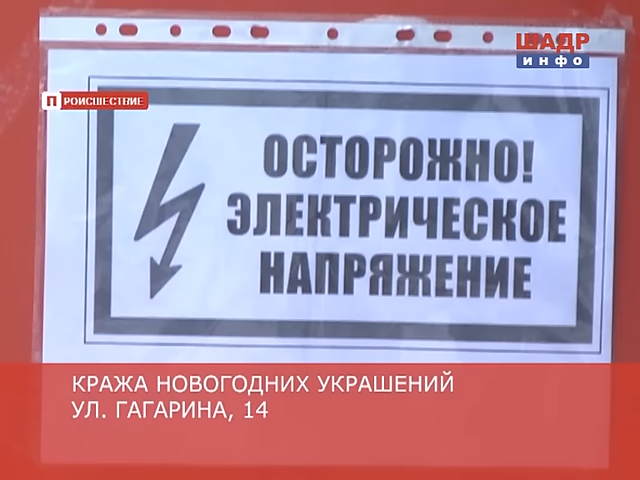 ШАДР
инфо
ПРОИСШЕСТВИЕ
ОСТОРОЖНО!
ЭЛЕКТРИЧЕСКОЕ
НАПРЯЖЕНИЕ
КРАЖА НОВОГОДНИХ УКРАШЕНИЙ
УЛ. ГАГАРИНА, 14